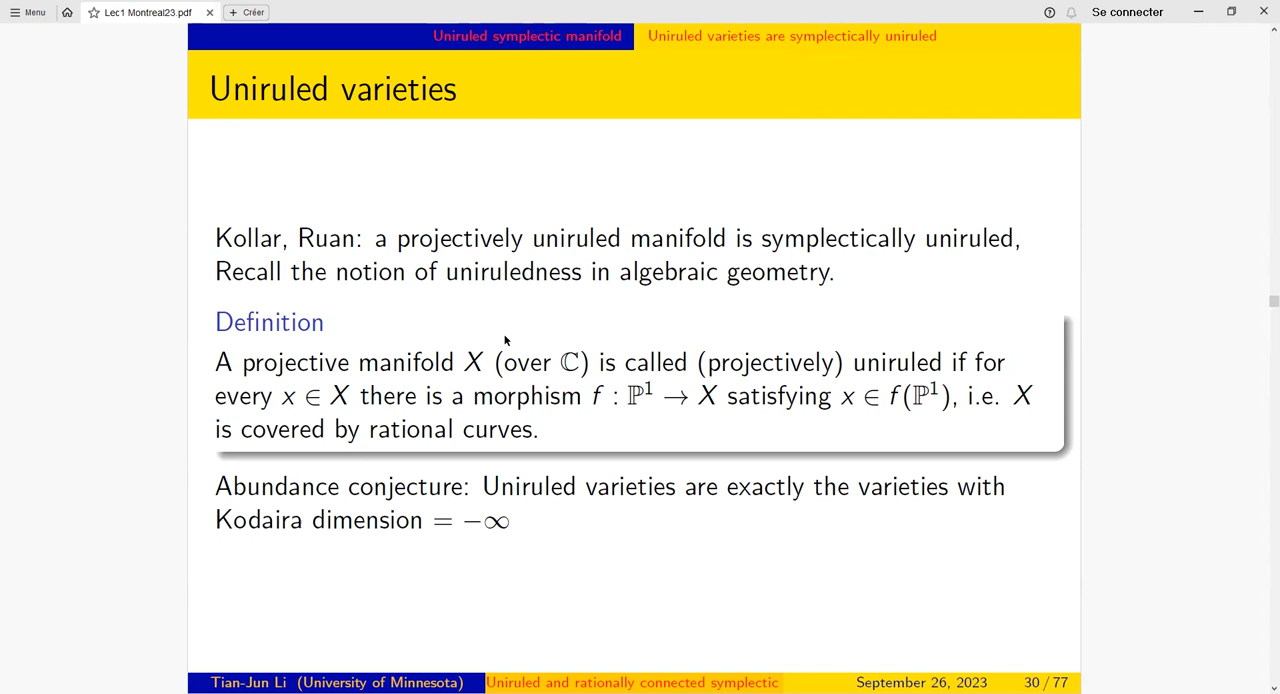 Menu
Lec1 Montreal23.pdf
×
+ Créer
Se connecter
Uniruled symplectic manifold
Uniruled varieties are symplectically uniruled
Uniruled varieties
Kollar, Ruan: a projectively uniruled manifold is symplectically uniruled,
Recall the notion of uniruledness in algebraic geometry.
Definition
A projective manifold X (over ℂ) is called (projectively) uniruled if for
every x ∈ X there is a morphism f : ℙ¹ → X satisfying x ∈ f(ℙ¹), i.e. X
is covered by rational curves.
Abundance conjecture: Uniruled varieties are exactly the varieties with
Kodaira dimension = −∞
Tian-Jun Li (University of Minnesota)
Uniruled and rationally connected symplectic
September 26, 2023
30 / 77